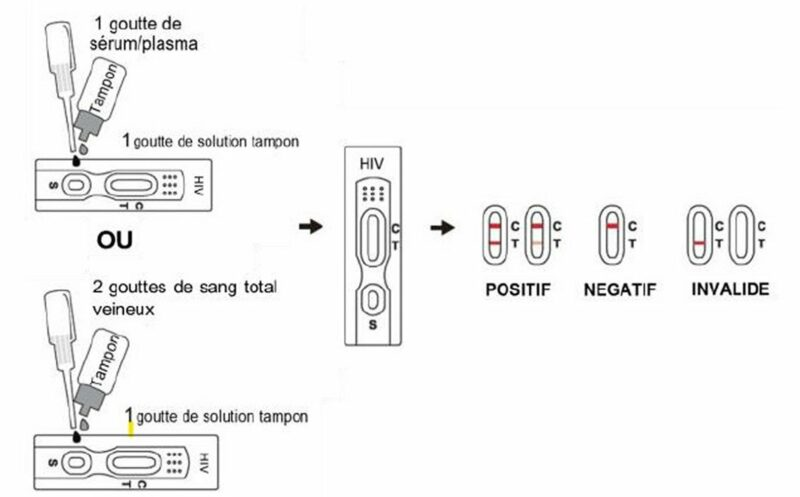 1 goutte de
sérum/plasma
Tampon
1 goutte de solution tampon
S
C
T
HIV
OU
2 gouttes de sang total
veineux
Tampon
1 goutte de solution tampon
S
C
T
HIV
HIV
C
T
S
C
T
C
T
POSITIF
C
T
NEGATIF
C
T
C
T
INVALIDE